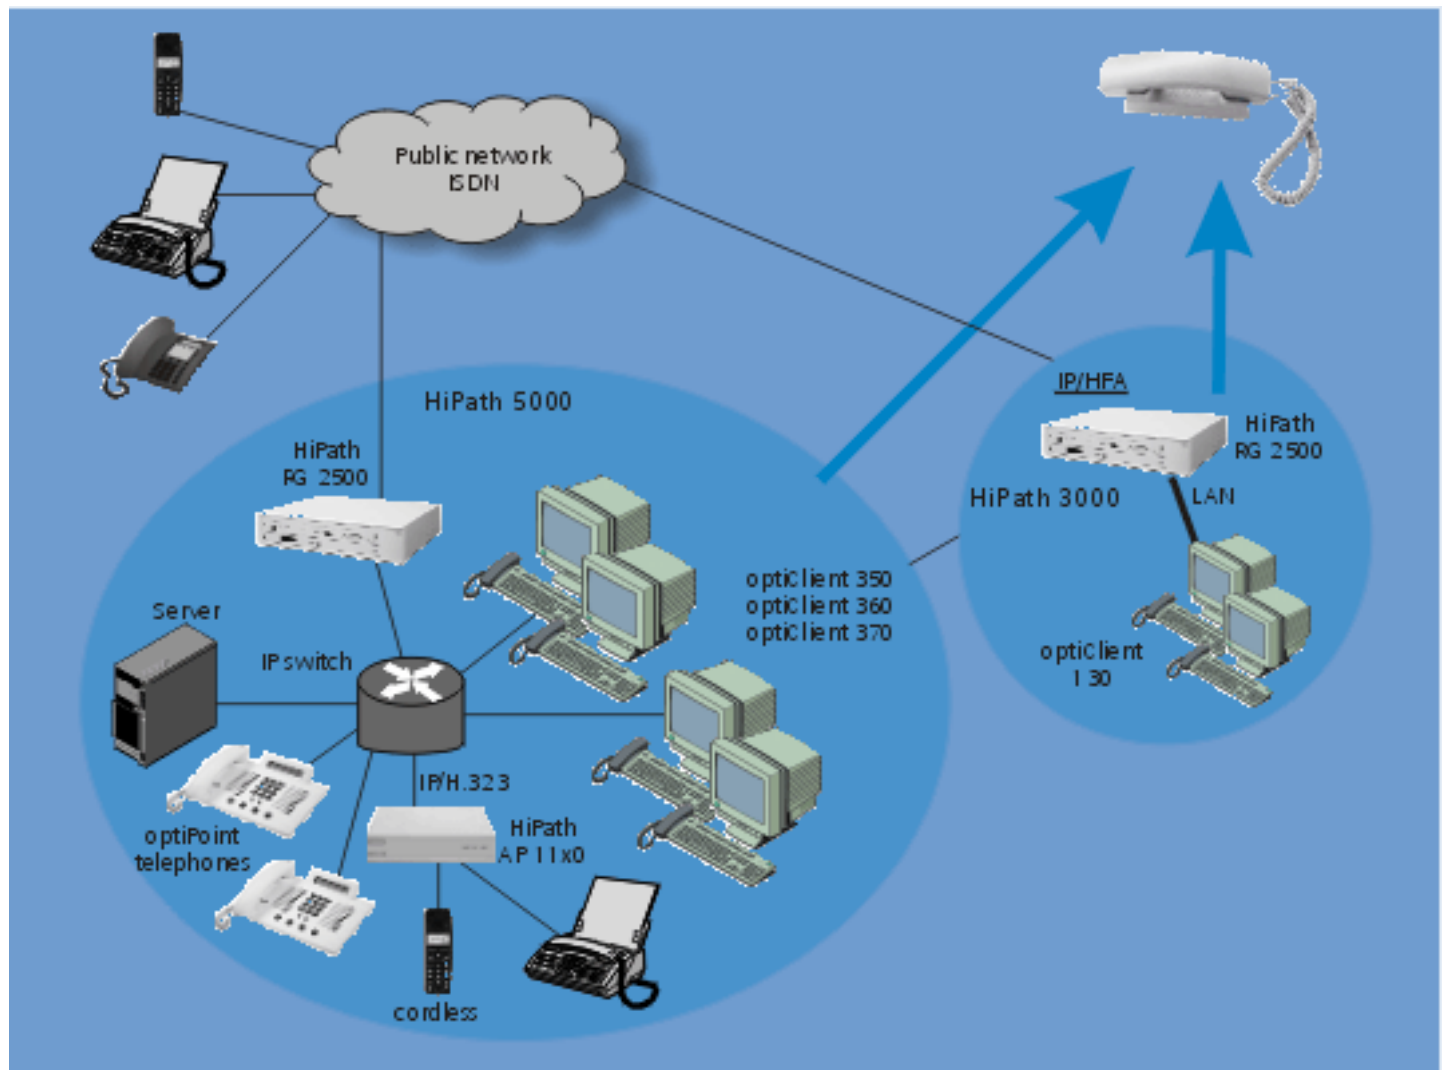 Public network
ISDN
HiPath 5000
IP/HFA
HiPath
RG 2500
HiPath
RG 2500
HiPath 3000
LAN
optiClient 350
optiClient 360
optiClient 370
Server
IP switch
optiClient
130
IP/H.323
optiPoint
telephones
HiPath
AP 11x0
cordless